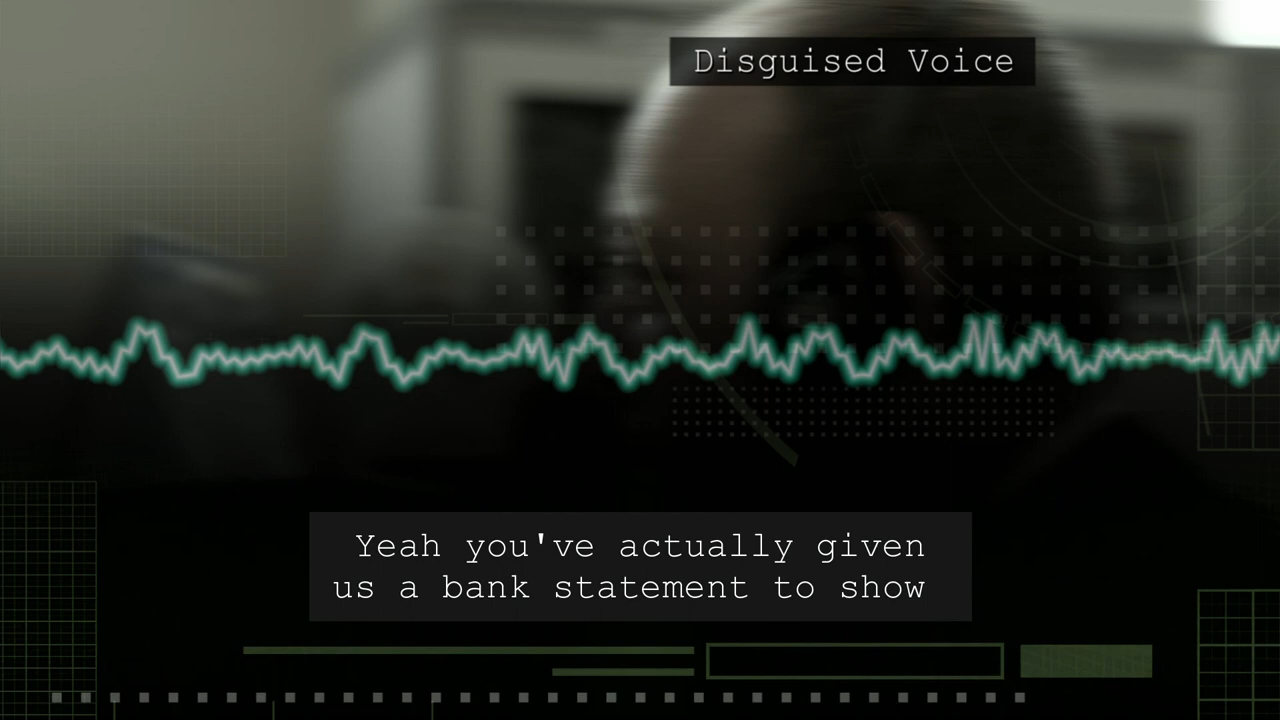 Disguised Voice
Yeah you've actually given
us a bank statement to show